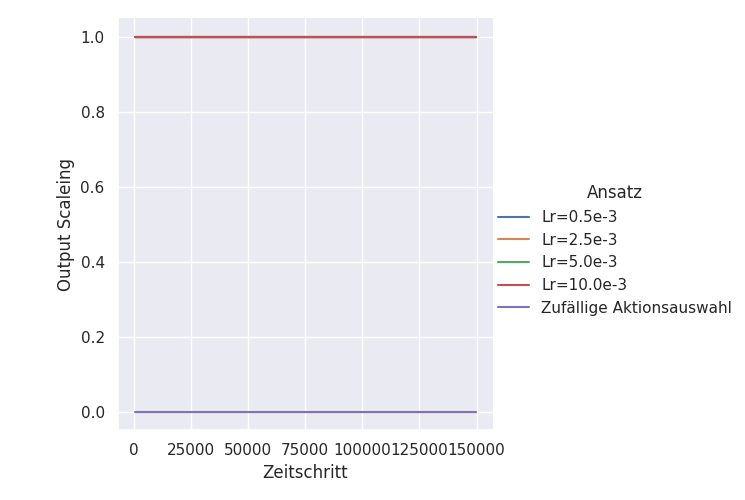 1.0
0.8
0.6
0.4
0.2
0.0
Output Scaleing
0 25000 50000 75000 100000 125000 150000
Zeitschritt
Ansatz
Lr=0.5e-3
Lr=2.5e-3
Lr=5.0e-3
Lr=10.0e-3
Zufällige Aktionsauswahl